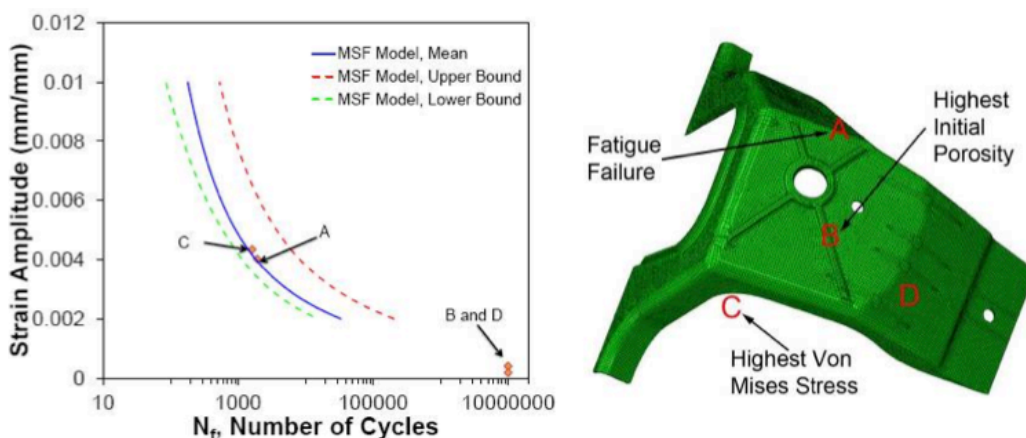 0.012
0.01
0.008
0.006
0.004
0.002
0
10
1000
100000
10000000
Strain Amplitude (mm/mm)
Nf, Number of Cycles
MSF Model, Mean
MSF Model, Upper Bound
MSF Model, Lower Bound
C
A
B and D
A
Highest
Initial
Porosity
Fatigue
Failure
B
D
C
Highest Von
Mises Stress